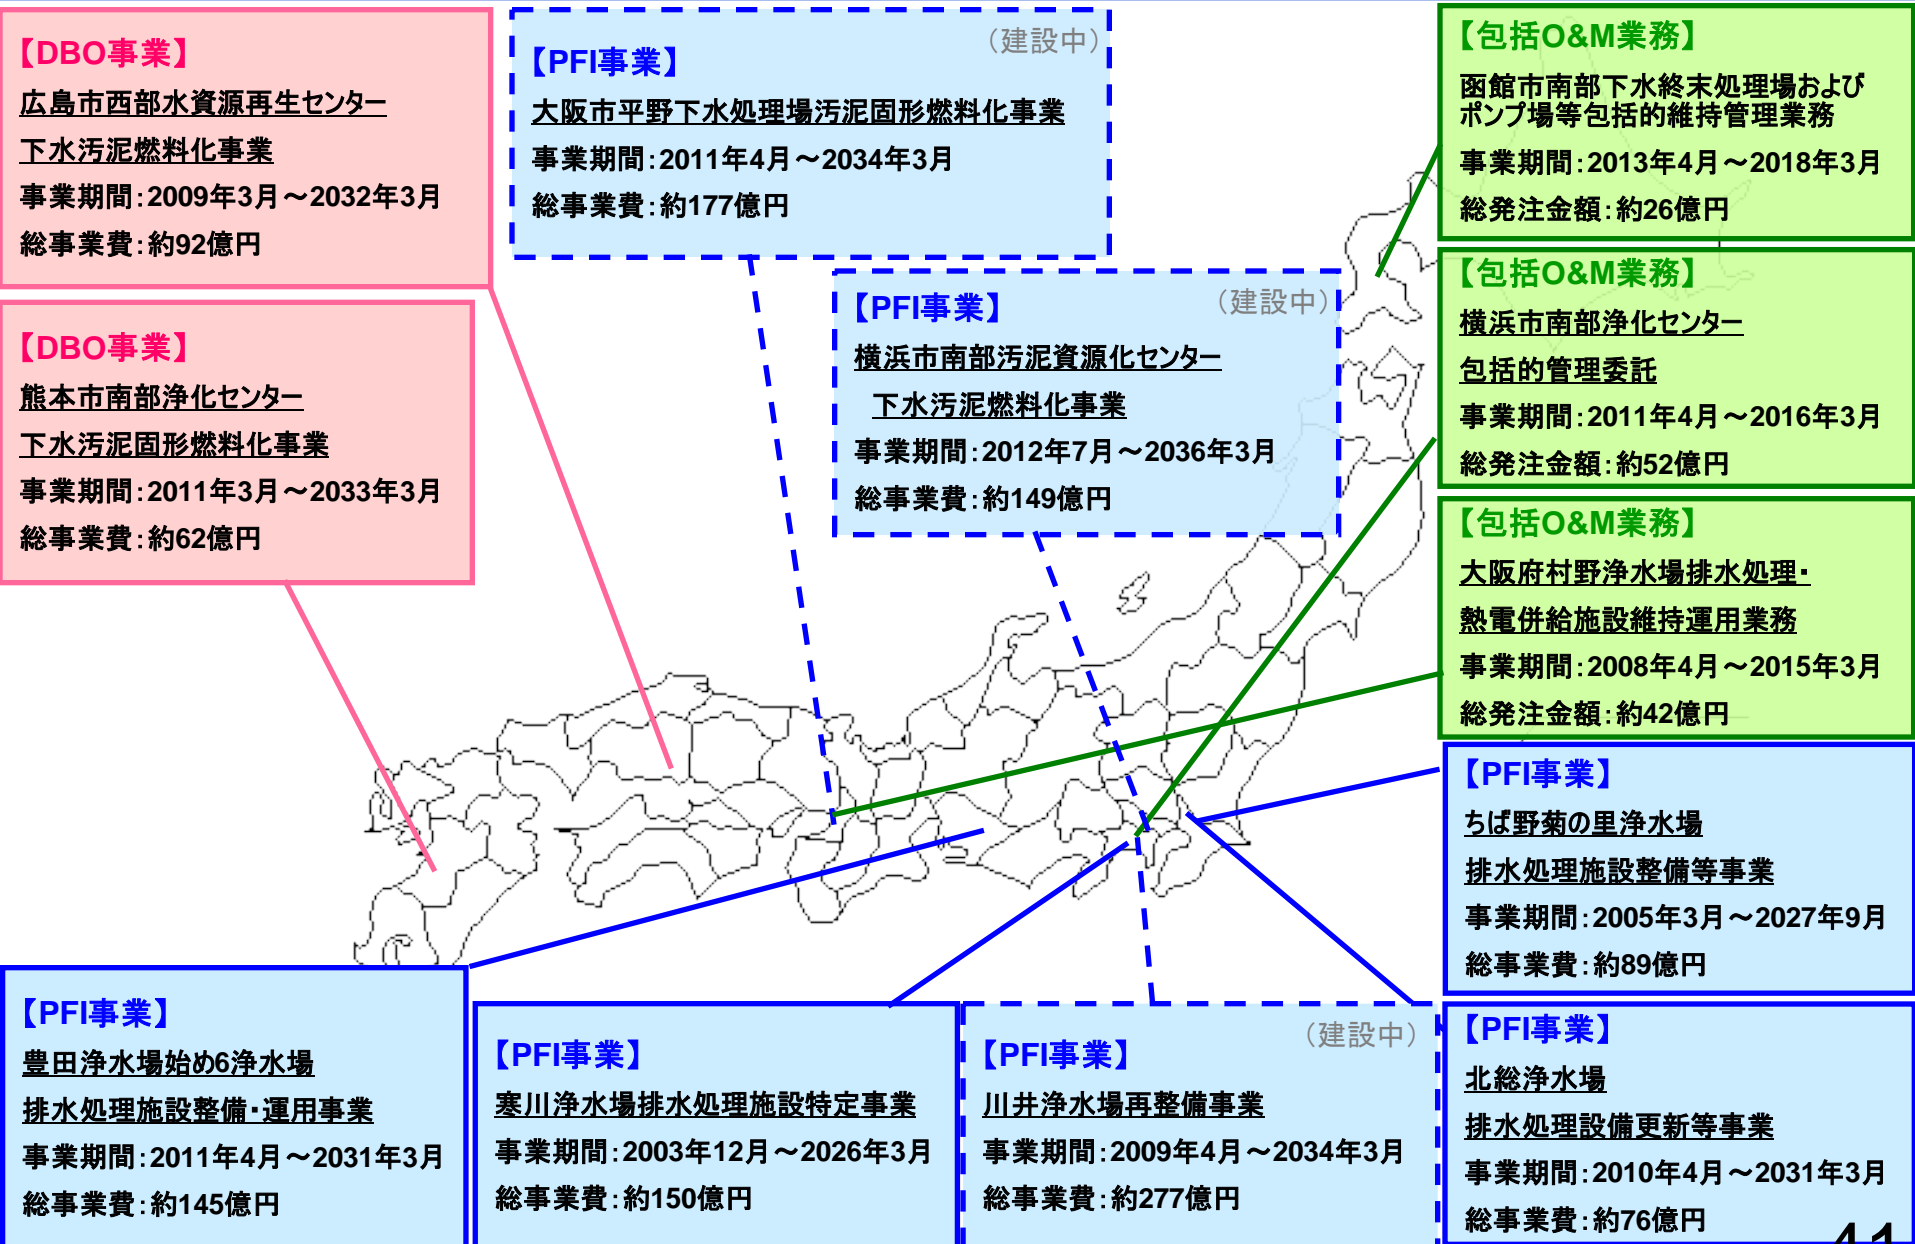 【DBO事業】
広島市西部水資源再生センター
下水汚泥燃料化事業
事業期間：2009年3月～2032年3月
総事業費：約92億円
【DBO事業】
熊本市南部浄化センター
下水汚泥固形燃料化事業
事業期間：2011年3月～2033年3月
総事業費：約62億円
（建設中）
【PFI事業】
大阪市平野下水処理場汚泥固形燃料化事業
事業期間：2011年4月～2034年3月
総事業費：約177億円
（建設中）
【PFI事業】
横浜市南部汚泥資源化センター
下水汚泥燃料化事業
事業期間：2012年7月～2036年3月
総事業費：約149億円
【包括O&M業務】
函館市南部下水終末処理場および
ポンプ場等包括的維持管理業務
事業期間：2013年4月～2018年3月
総発注金額：約26億円
【包括O&M業務】
横浜市南部浄化センター
包括的管理委託
事業期間：2011年4月～2016年3月
総発注金額：約52億円
【包括O&M業務】
大阪府村野浄水場排水処理・
熱電併給施設維持運用業務
事業期間：2008年4月～2015年3月
総発注金額：約42億円
【PFI事業】
ちば野菊の里浄水場
排水処理施設整備等事業
事業期間：2005年3月～2027年9月
総事業費：約89億円
【PFI事業】
豊田浄水場始め6浄水場
排水処理施設整備・運用事業
事業期間：2011年4月～2031年3月
総事業費：約145億円
【PFI事業】
寒川浄水場排水処理施設特定事業
事業期間：2003年12月～2026年3月
総事業費：約150億円
（建設中）
【PFI事業】
川井浄水場再整備事業
事業期間：2009年4月～2034年3月
総事業費：約277億円
【PFI事業】
北総浄水場
排水処理設備更新等事業
事業期間：2010年4月～2031年3月
総事業費：約76億円
41